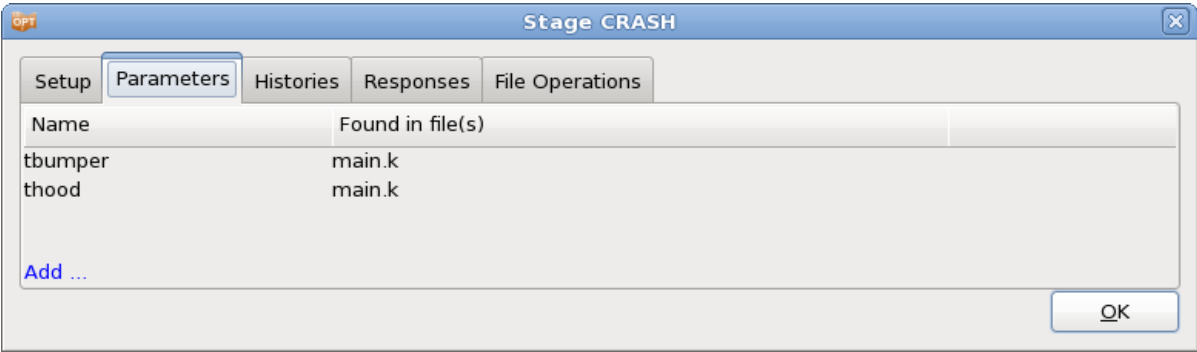 OPT Stage CRASH
Setup Parameters Histories Responses File Operations
Name Found in file(s)
tbumper main.k
thood main.k
Add ...
OK